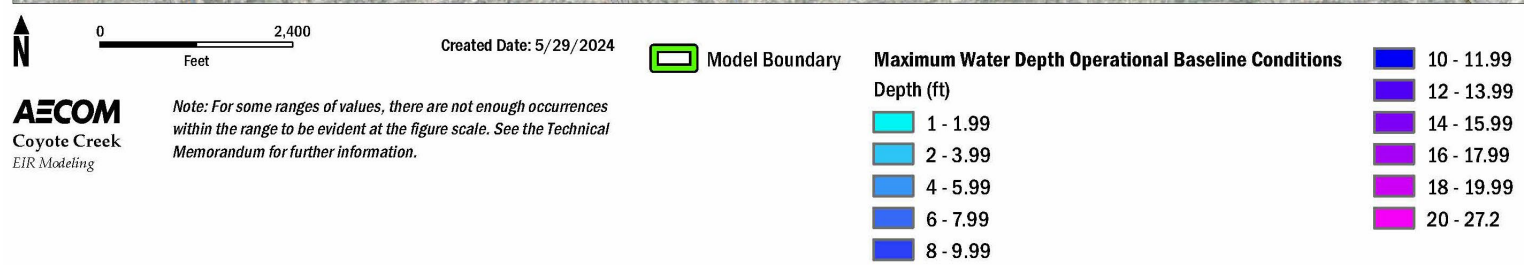 N
0 2,400
Feet
Created Date: 5/29/2024
AECOM
Coyote Creek
EIR Modeling
Note: For some ranges of values, there are not enough occurrences
within the range to be evident at the figure scale. See the Technical
Memorandum for further information.
Model Boundary
Maximum Water Depth Operational Baseline Conditions
Depth (ft)
1 - 1.99
2 - 3.99
4 - 5.99
6 - 7.99
8 - 9.99
10 - 11.99
12 - 13.99
14 - 15.99
16 - 17.99
18 - 19.99
20 - 27.2